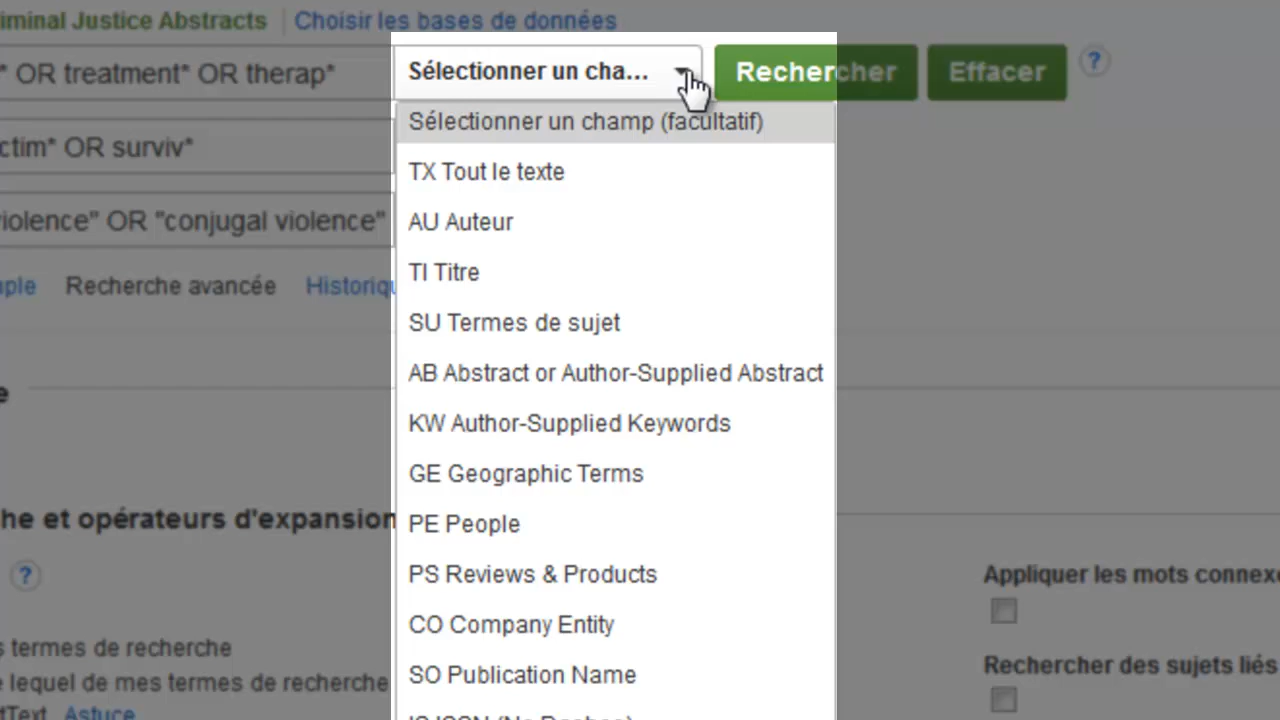 iminal Justice Abstracts Choisir les bases de données
* OR treatment* OR therap* Sélectionner un cha... Rechercher Effacer ?
Sélectionner un champ (facultatif)
ctim* OR surviv*
TX Tout le texte
violence" OR "conjugal violence" AU Auteur
TI Titre
ple Recherche avancée Historiqu
SU Termes de sujet
AB Abstract or Author-Supplied Abstract
e
KW Author-Supplied Keywords
GE Geographic Terms
he et opérateurs d'expansion PE People
? PS Reviews & Products Appliquer les mots connexe
CO Company Entity
s termes de recherche
Rechercher des sujets liés
e lequel de mes termes de recherche SO Publication Name
tText Astuce